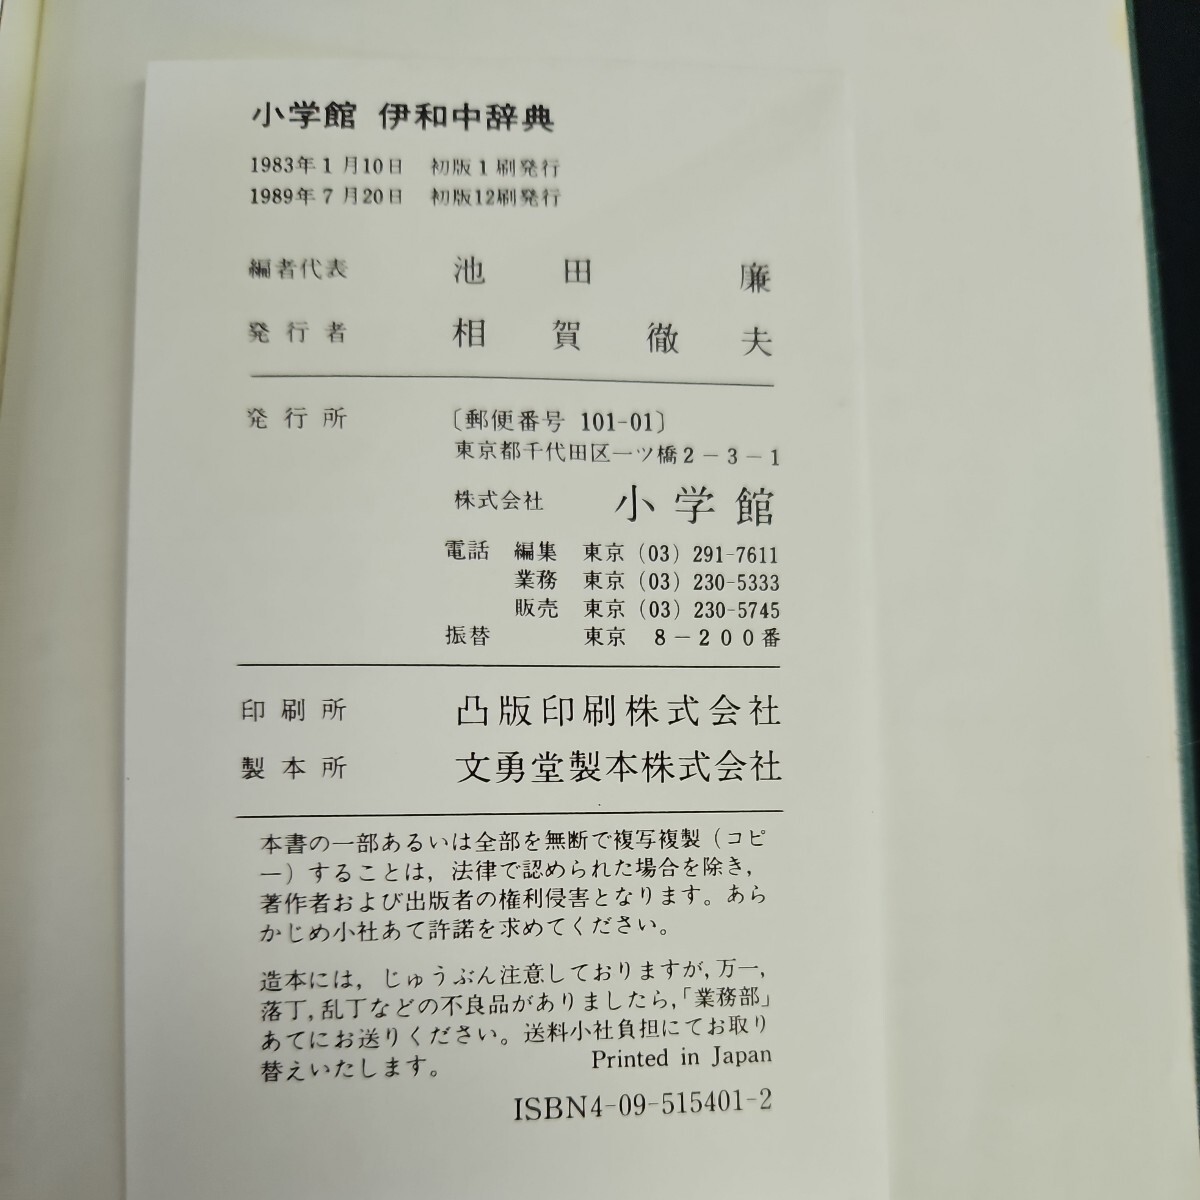 小学館 伊和中辞典
1983年1月10日 初版1刷発行
1989年7月20日 初版12刷発行
編者代表 池田 廉
発行者 相賀徹夫
発行所 〔郵便番号 101-01〕
東京都千代田区一ツ橋2-3-1
株式会社 小学館
電話 編集 東京 (03) 291-7611
業務 東京 (03) 230-5333
販売 東京 (03) 230-5745
振替 東京 8-200番
印刷所 凸版印刷株式会社
製本所 文勇堂製本株式会社
本書の一部あるいは全部を無断で複写複製（コピ
ー）することは，法律で認められた場合を除き，
著作者および出版者の権利侵害となります。あら
かじめ小社あて許諾を求めてください。
造本には，じゅうぶん注意しておりますが，万一，
落丁，乱丁などの不良品がありましたら，「業務部」
あてにお送りください。送料小社負担にてお取り
替えいたします。 Printed in Japan
ISBN4-09-515401-2